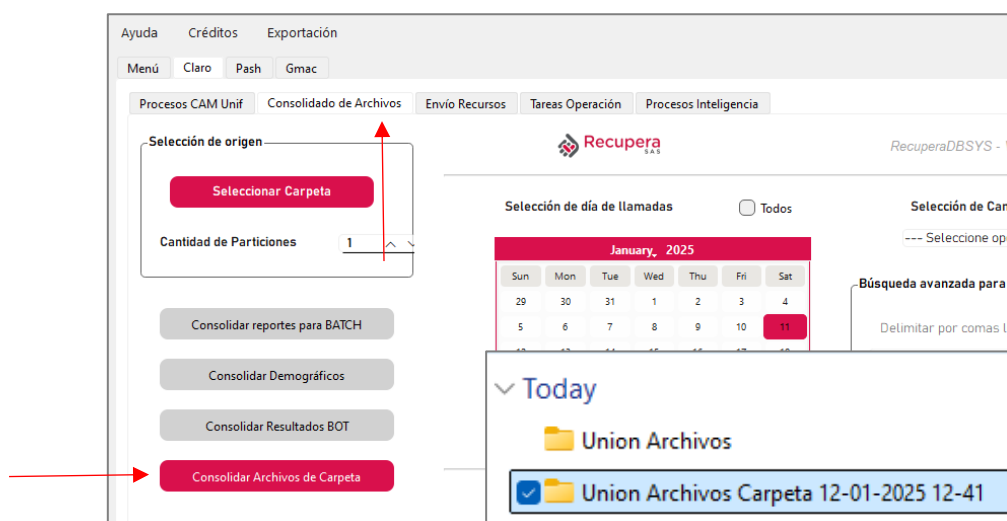 Ayuda Créditos Exportación
Menú Claro Pash Gmac
Procesos CAM Unif Consolidado de Archivos Envío Recursos Tareas Operación Procesos Inteligencia
Selección de origen
Seleccionar Carpeta
Cantidad de Particiones 1
Consolidar reportes para BATCH
Consolidar Demográficos
Consolidar Resultados BOT
Consolidar Archivos de Carpeta
Recupera
SAS
RecuperaDBSYS -
Selección de día de llamadas Todos
January, 2025
Sun Mon Tue Wed Thu Fri Sat
29 30 31 1 2 3 4
5 6 7 8 9 10 11
Selección de
--- Seleccione
Búsqueda avanzada para
Delimitar por comas
Today
Union Archivos
Union Archivos Carpeta 12-01-2025 12-41